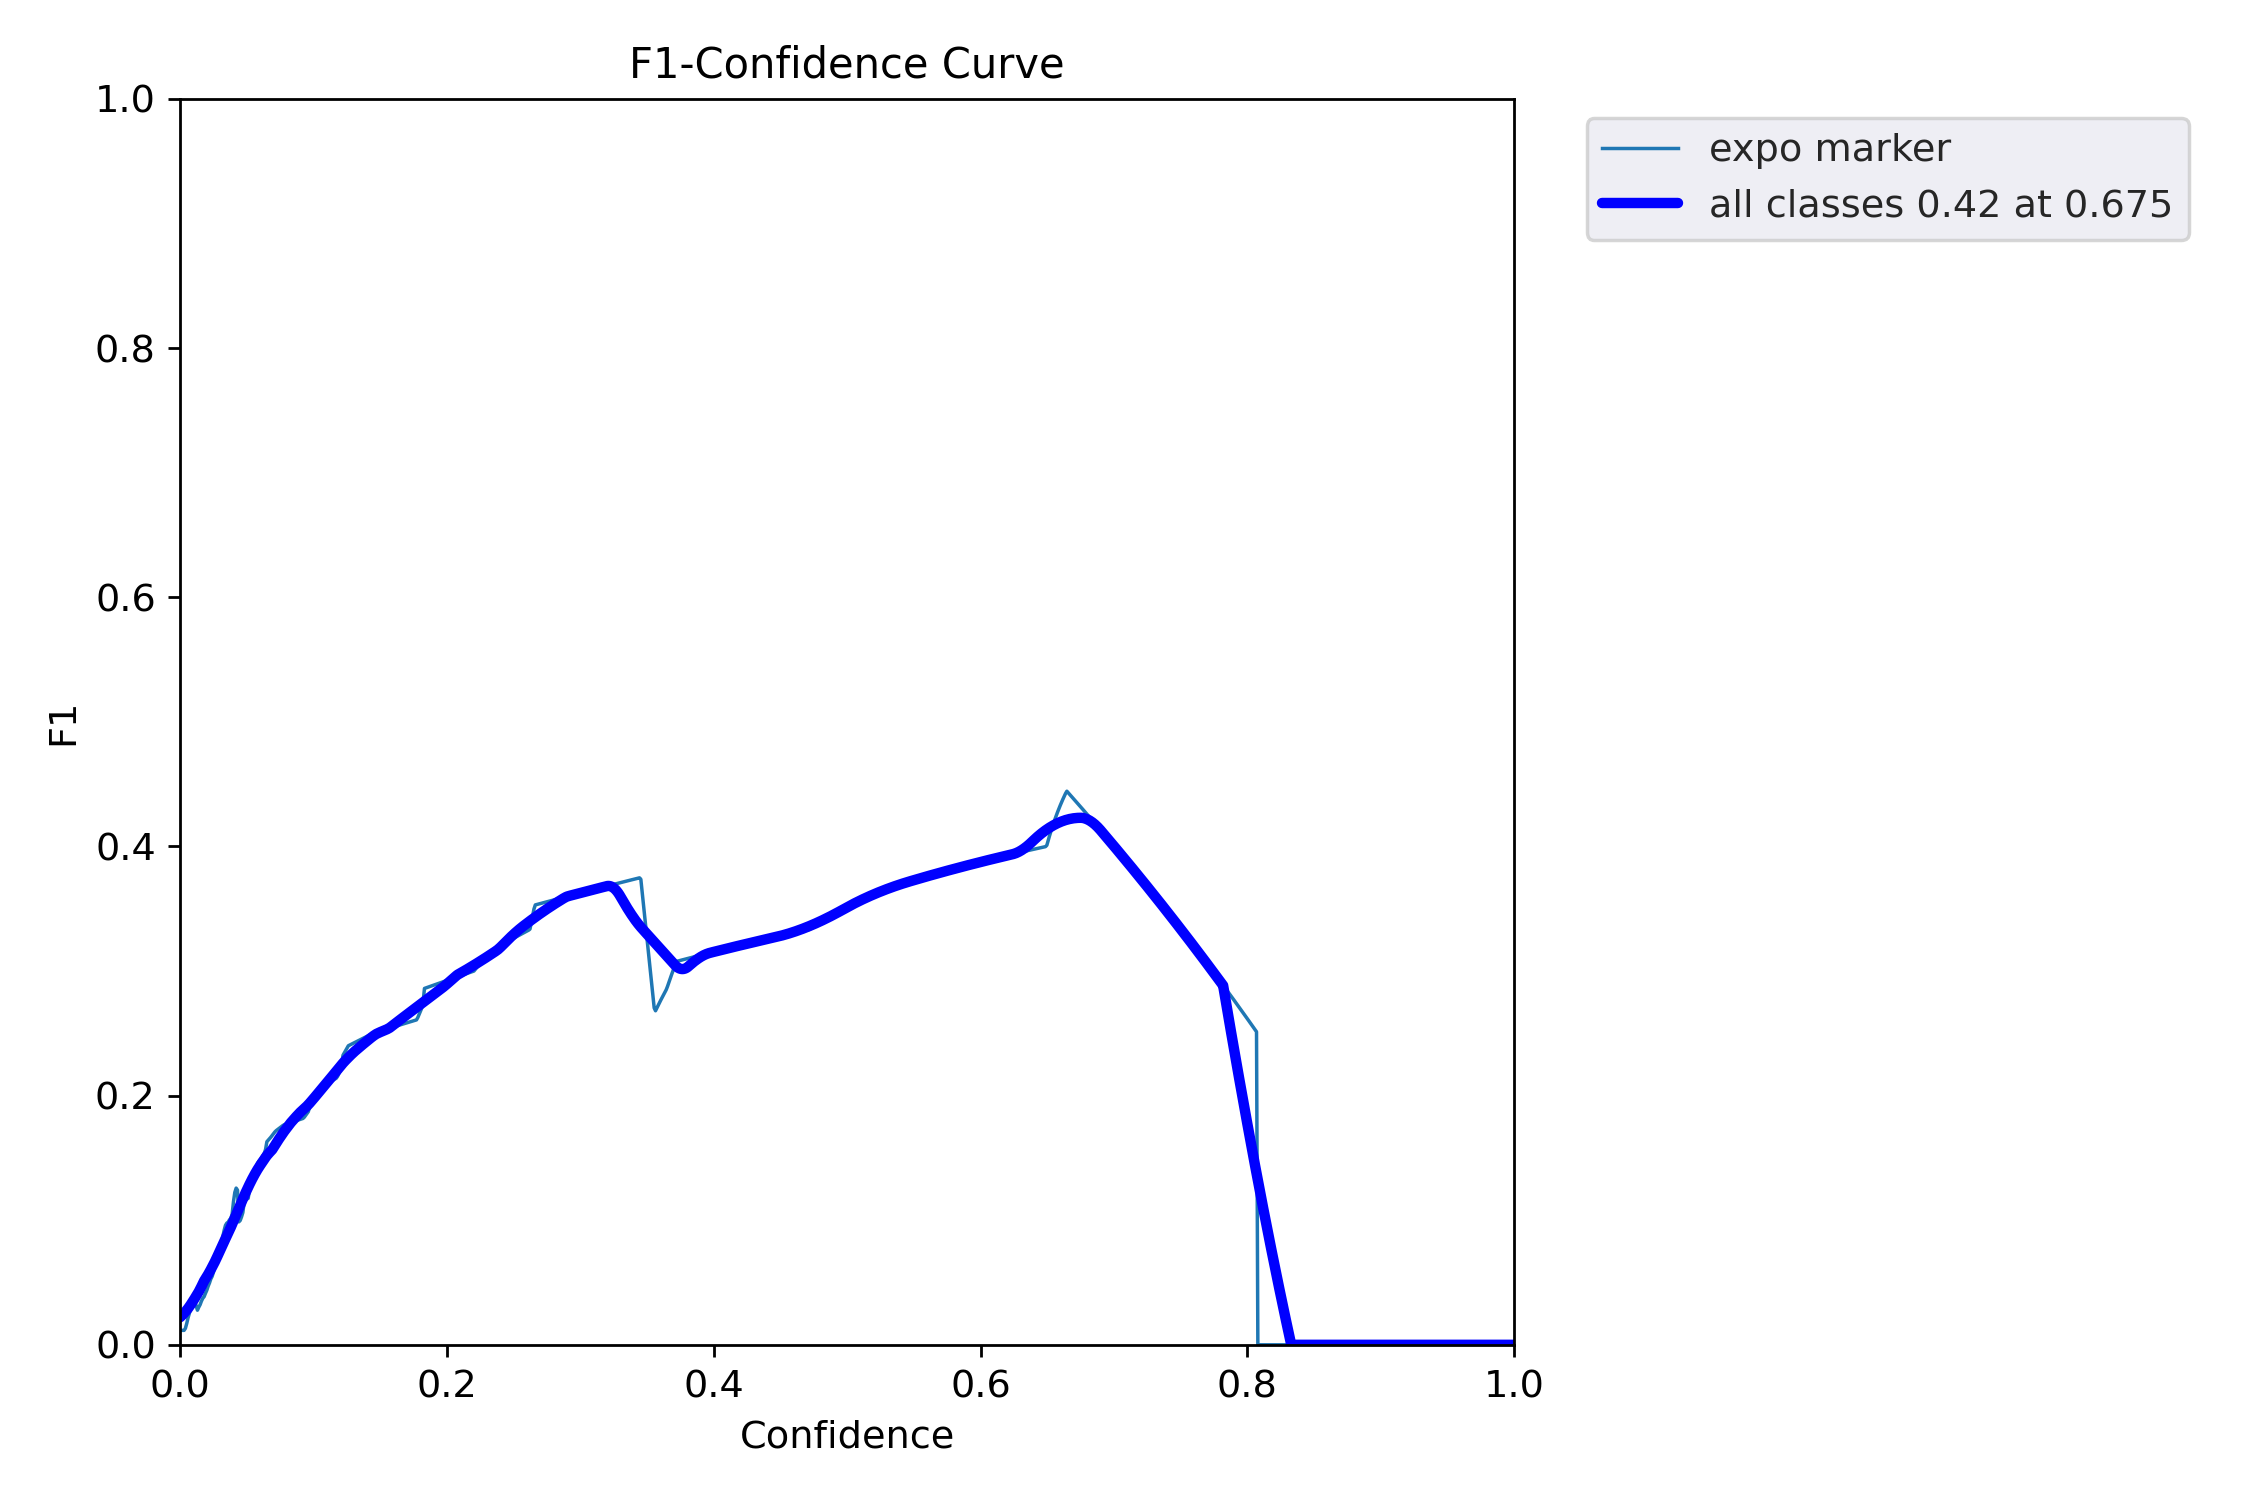 F1-Confidence Curve
1.0
0.8
0.6
0.4
0.2
0.0
F1
0.0 0.2 0.4 0.6 0.8 1.0
Confidence
expo marker
all classes 0.42 at 0.675